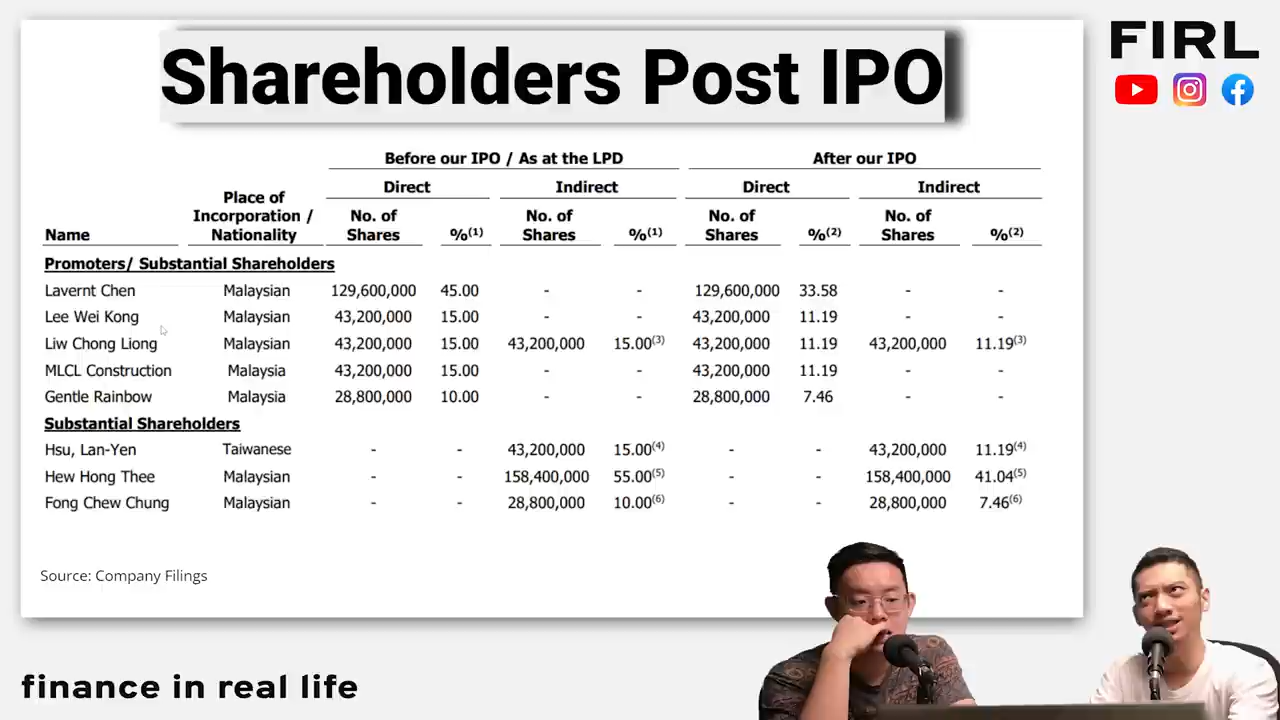 Shareholders Post IPO
FIRL
Before our IPO / As at the LPD After our IPO
Direct Indirect Direct Indirect
Name Place of Incorporation / Nationality No. of Shares %(1) No. of Shares %(1) No. of Shares %(2) No. of Shares %(2)
Promoters/ Substantial Shareholders
Lavernt Chen Malaysian 129,600,000 45.00 - - 129,600,000 33.58 - -
Lee Wei Kong Malaysian 43,200,000 15.00 - - 43,200,000 11.19 - -
Liw Chong Liong Malaysian 43,200,000 15.00 43,200,000 15.00(3) 43,200,000 11.19 43,200,000 11.19(3)
MLCL Construction Malaysia 43,200,000 15.00 - - 43,200,000 11.19 - -
Gentle Rainbow Malaysia 28,800,000 10.00 - - 28,800,000 7.46 - -
Substantial Shareholders
Hsu, Lan-Yen Taiwanese - - 43,200,000 15.00(4) - - 43,200,000 11.19(4)
Hew Hong Thee Malaysian - - 158,400,000 55.00(5) - - 158,400,000 41.04(5)
Fong Chew Chung Malaysian - - 28,800,000 10.00(6) - - 28,800,000 7.46(6)
Source: Company Filings
finance in real life